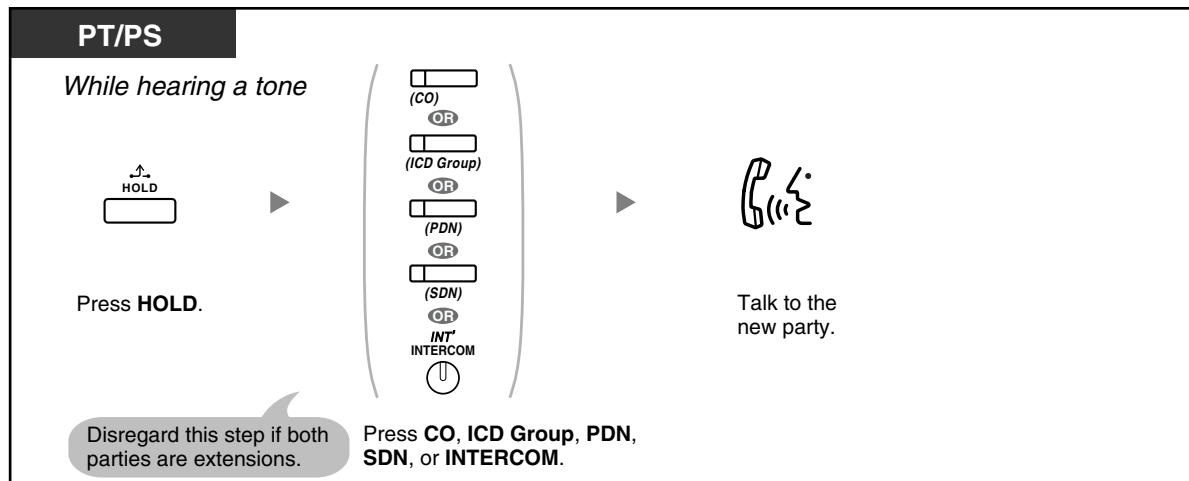 PT/PS
While hearing a tone
HOLD
Press HOLD.
(CO)
OR
(ICD Group)
OR
(PDN)
OR
(SDN)
OR
INT'
INTERCOM
Disregard this step if both
parties are extensions.
Press CO, ICD Group, PDN,
SDN, or INTERCOM.
Talk to the
new party.